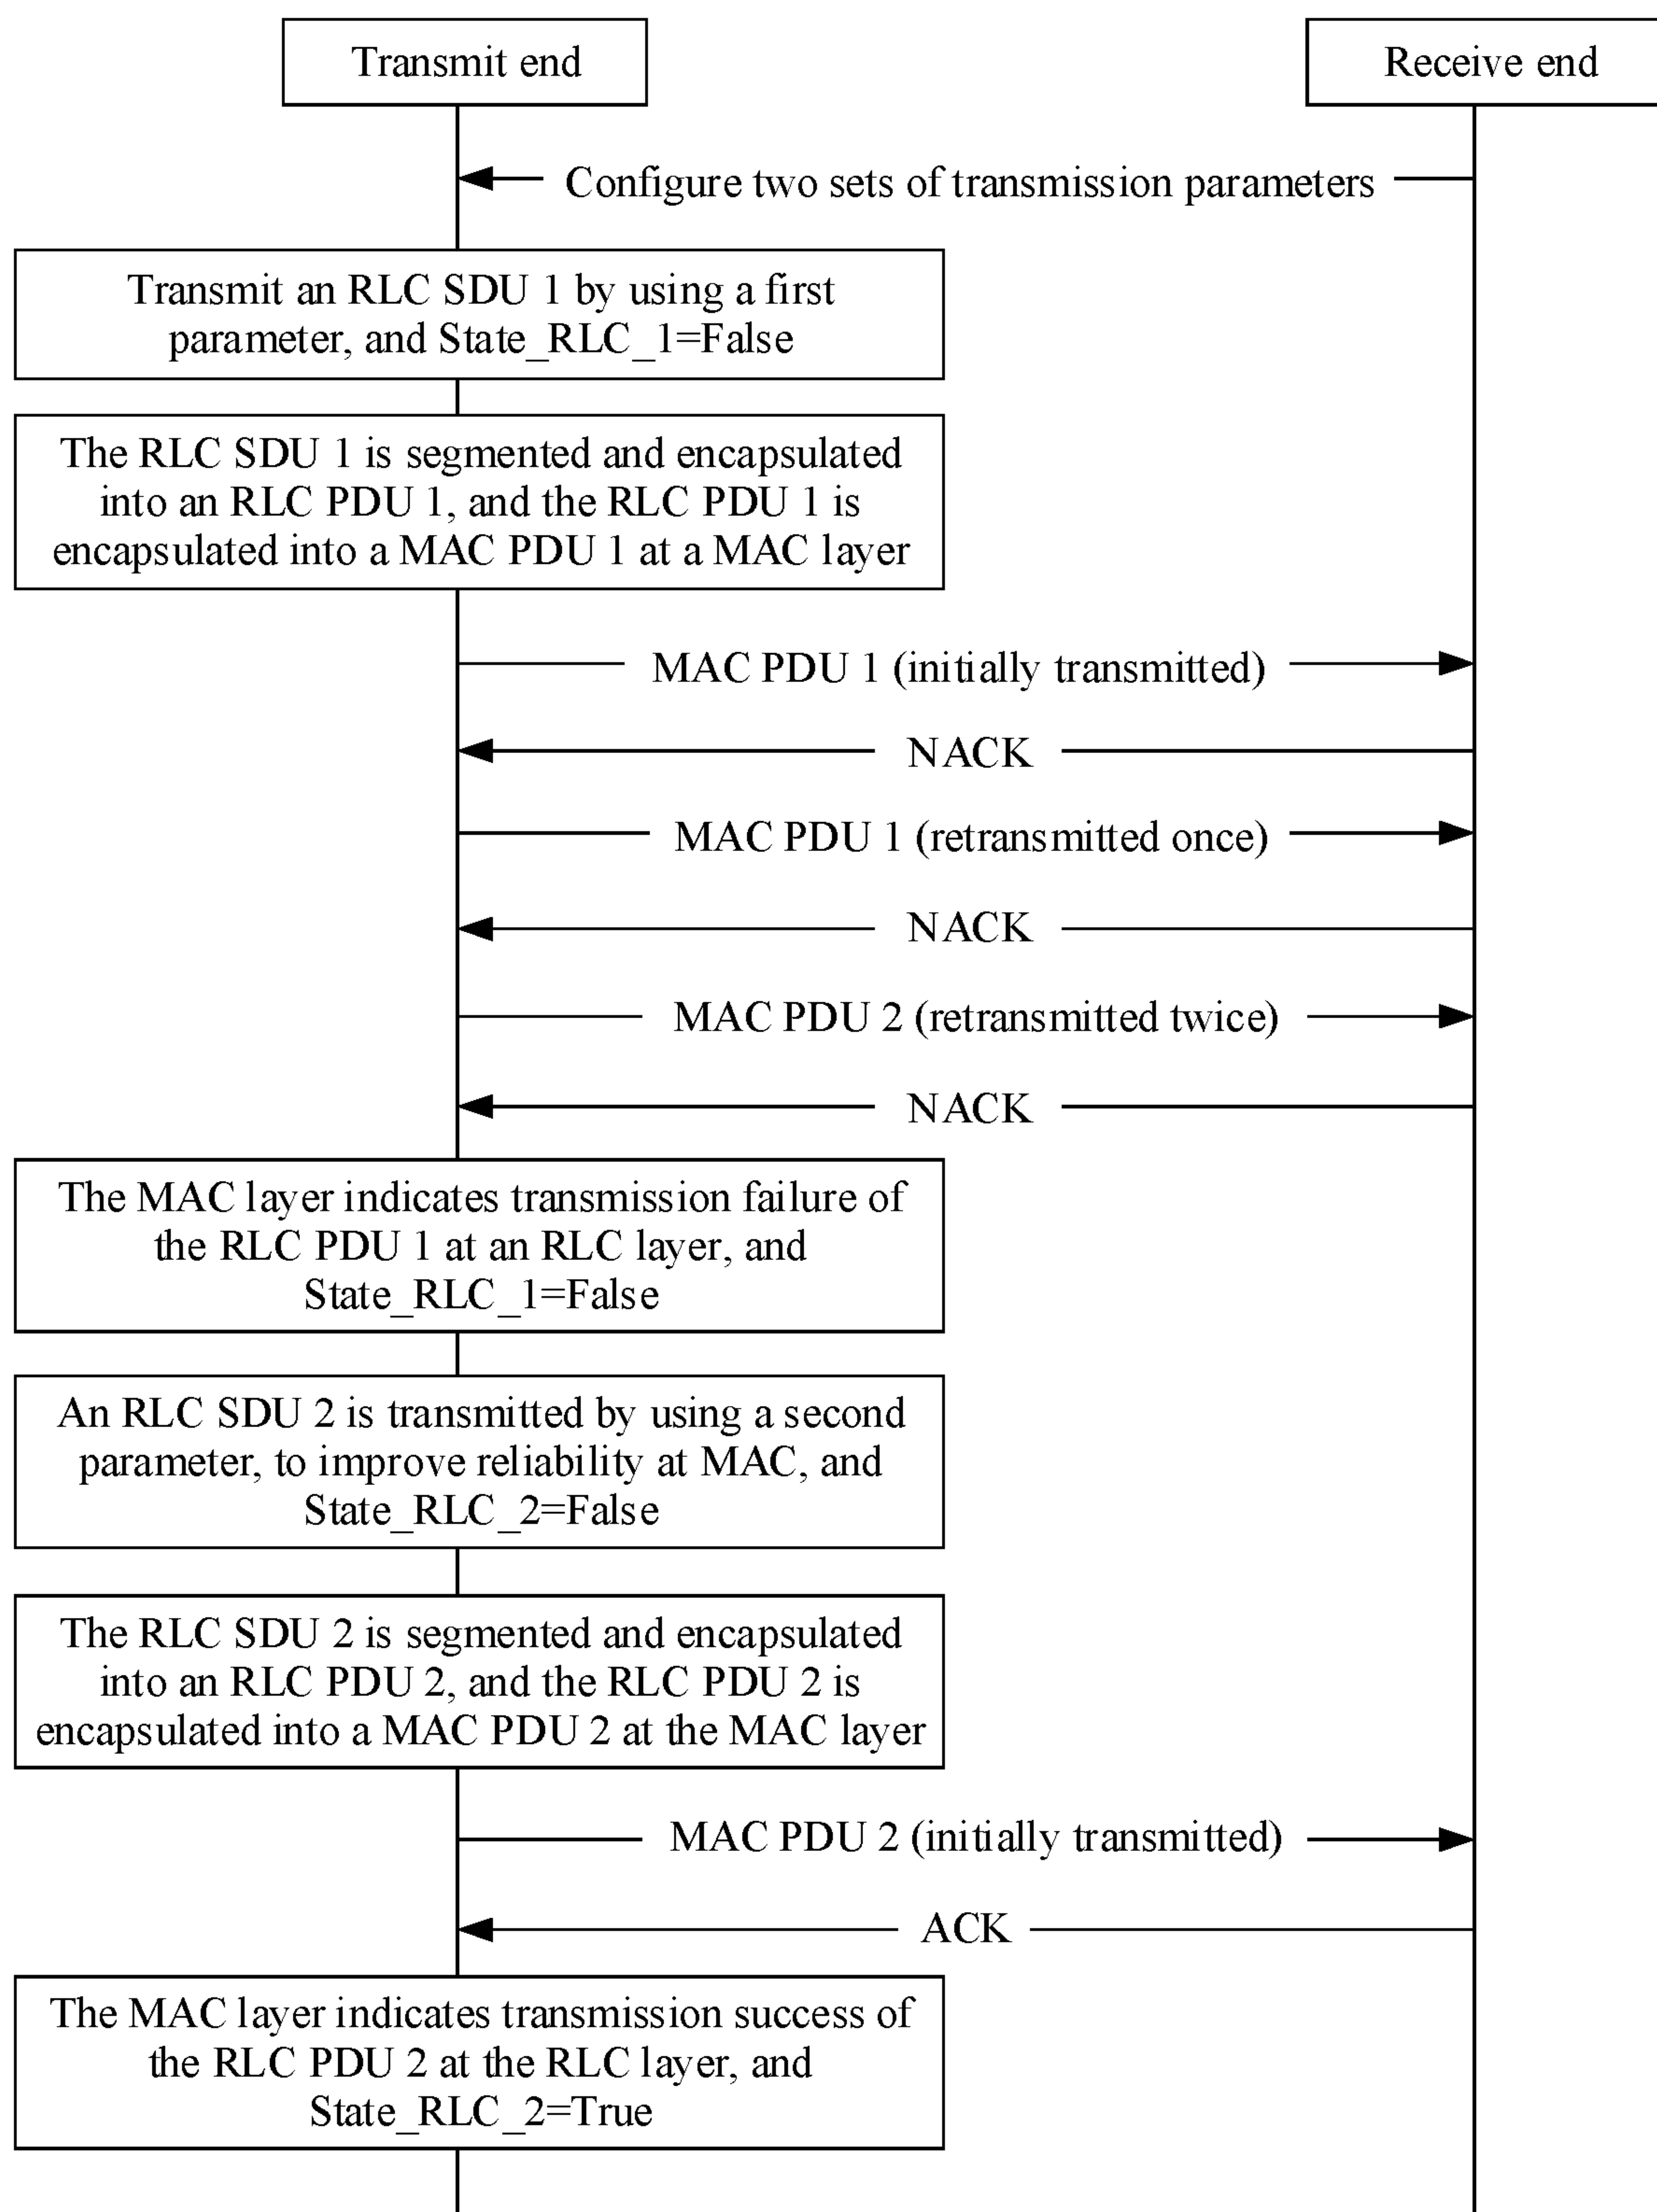 Transmit end
Receive end
Configure two sets of transmission parameters
Transmit an RLC SDU 1 by using a first
parameter, and State_RLC_1=False
The RLC SDU 1 is segmented and encapsulated
into an RLC PDU 1, and the RLC PDU 1 is
encapsulated into a MAC PDU 1 at a MAC layer
MAC PDU 1 (initially transmitted)
NACK
MAC PDU 1 (retransmitted once)
NACK
MAC PDU 2 (retransmitted twice)
NACK
The MAC layer indicates transmission failure of
the RLC PDU 1 at an RLC layer, and
State_RLC_1=False
An RLC SDU 2 is transmitted by using a second
parameter, to improve reliability at MAC, and
State_RLC_2=False
The RLC SDU 2 is segmented and encapsulated
into an RLC PDU 2, and the RLC PDU 2 is
encapsulated into a MAC PDU 2 at the MAC layer
MAC PDU 2 (initially transmitted)
ACK
The MAC layer indicates transmission success of
the RLC PDU 2 at the RLC layer, and
State_RLC_2=True